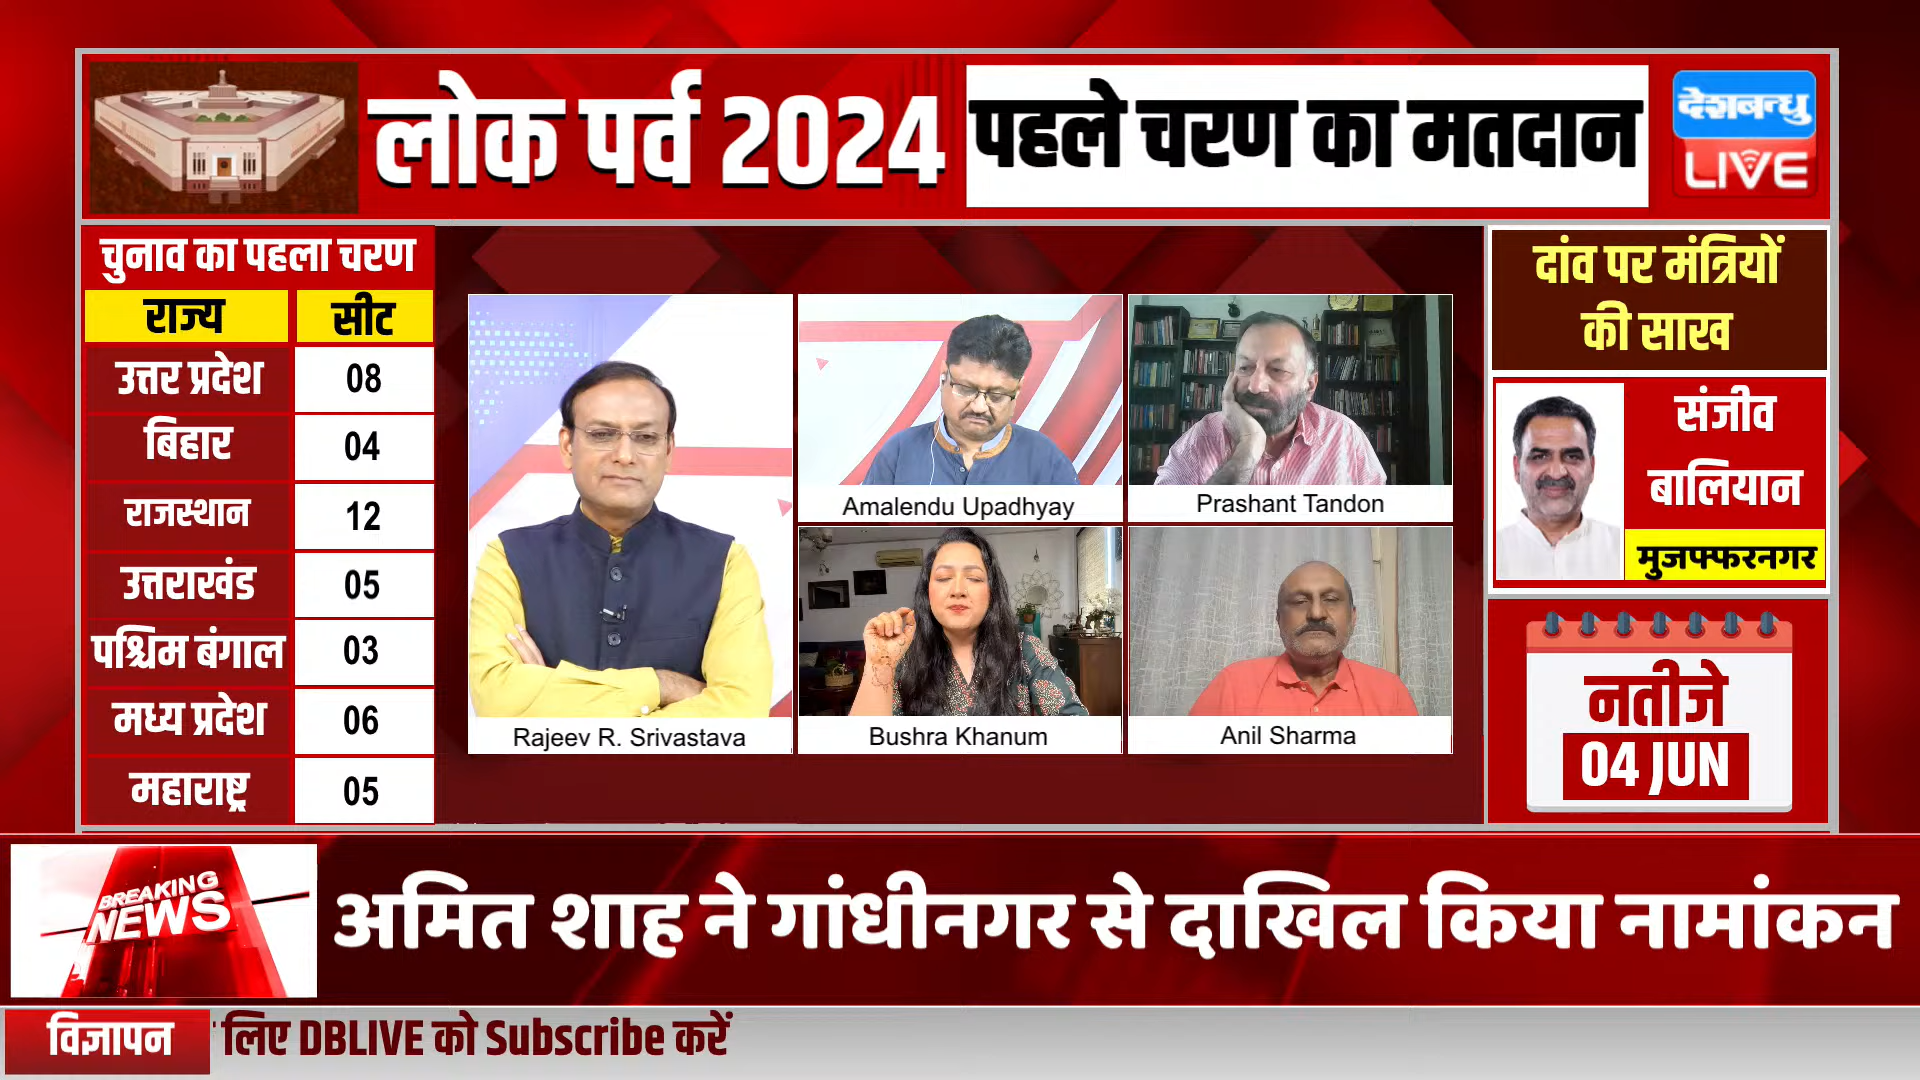 लोक पर्व 2024
पहले चरण का मतदान
देशबन्धु
LIVE
चुनाव का पहला चरण
राज्य सीट
उत्तर प्रदेश 08
बिहार 04
राजस्थान 12
उत्तराखंड 05
पश्चिम बंगाल 03
मध्य प्रदेश 06
महाराष्ट्र 05
Amalendu Upadhyay
Prashant Tandon
Rajeev R. Srivastava
Bushra Khanum
Anil Sharma
दांव पर मंत्रियों
की साख
संजीव
बालियान
मुजफ्फरनगर
नतीजे
04 JUN
BREAKING
NEWS
अमित शाह ने गांधीनगर से दाखिल किया नामांकन
विज्ञापन
लिए DBLIVE को Subscribe करें